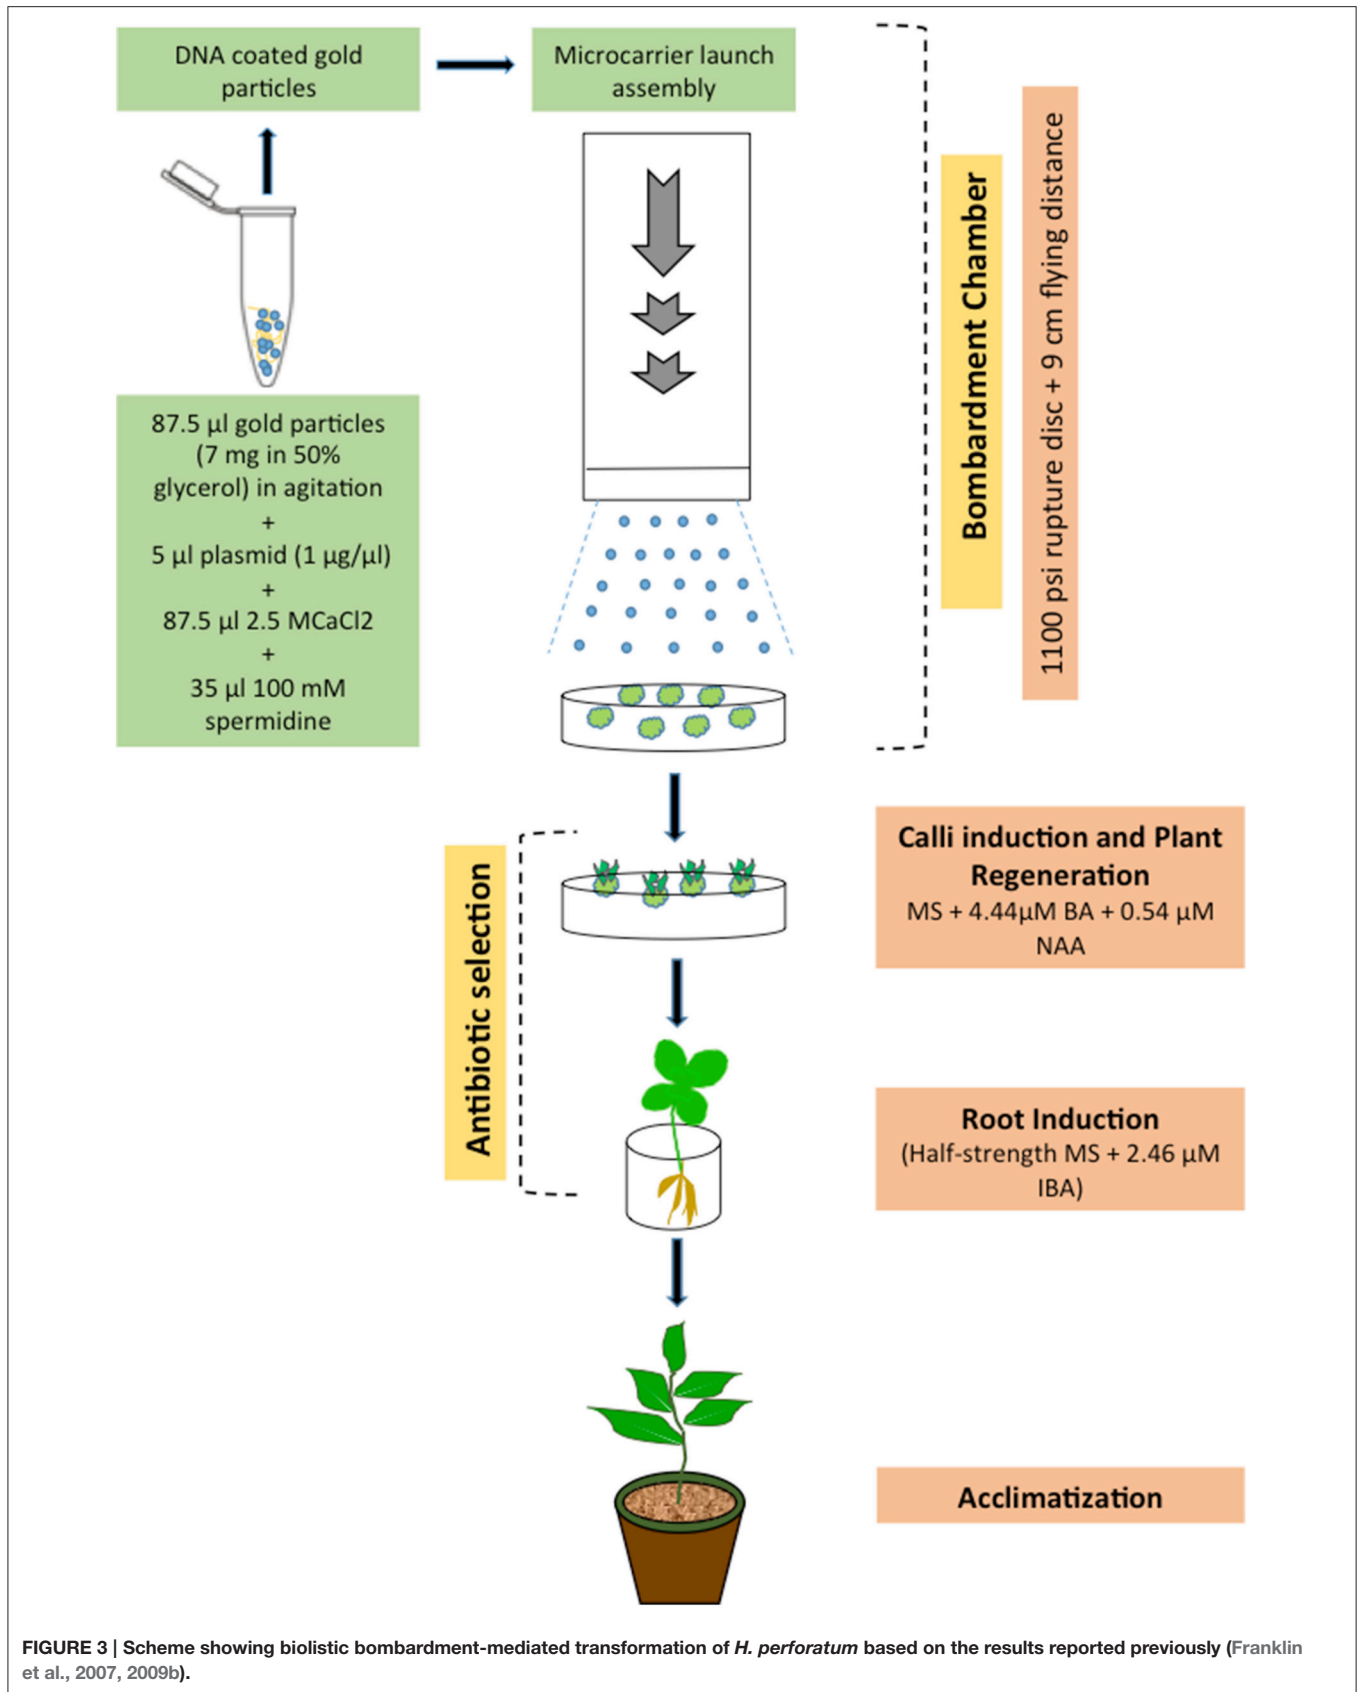 DNA coated gold
particles
Microcarrier launch
assembly
87.5 µl gold particles
(7 mg in 50%
glycerol) in agitation
+
5 µl plasmid (1 µg/µl)
+
87.5 µl 2.5 MCaCl2
+
35 µl 100 mM
spermidine
Bombardment Chamber
1100 psi rupture disc + 9 cm flying distance
Antibiotic selection
Calli induction and Plant
Regeneration
MS + 4.44µM BA + 0.54 µM
NAA
Root Induction
(Half-strength MS + 2.46 µM
IBA)
Acclimatization
FIGURE 3 | Scheme showing biolistic bombardment-mediated transformation of H. perforatum based on the results reported previously (Franklin
et al., 2007, 2009b).